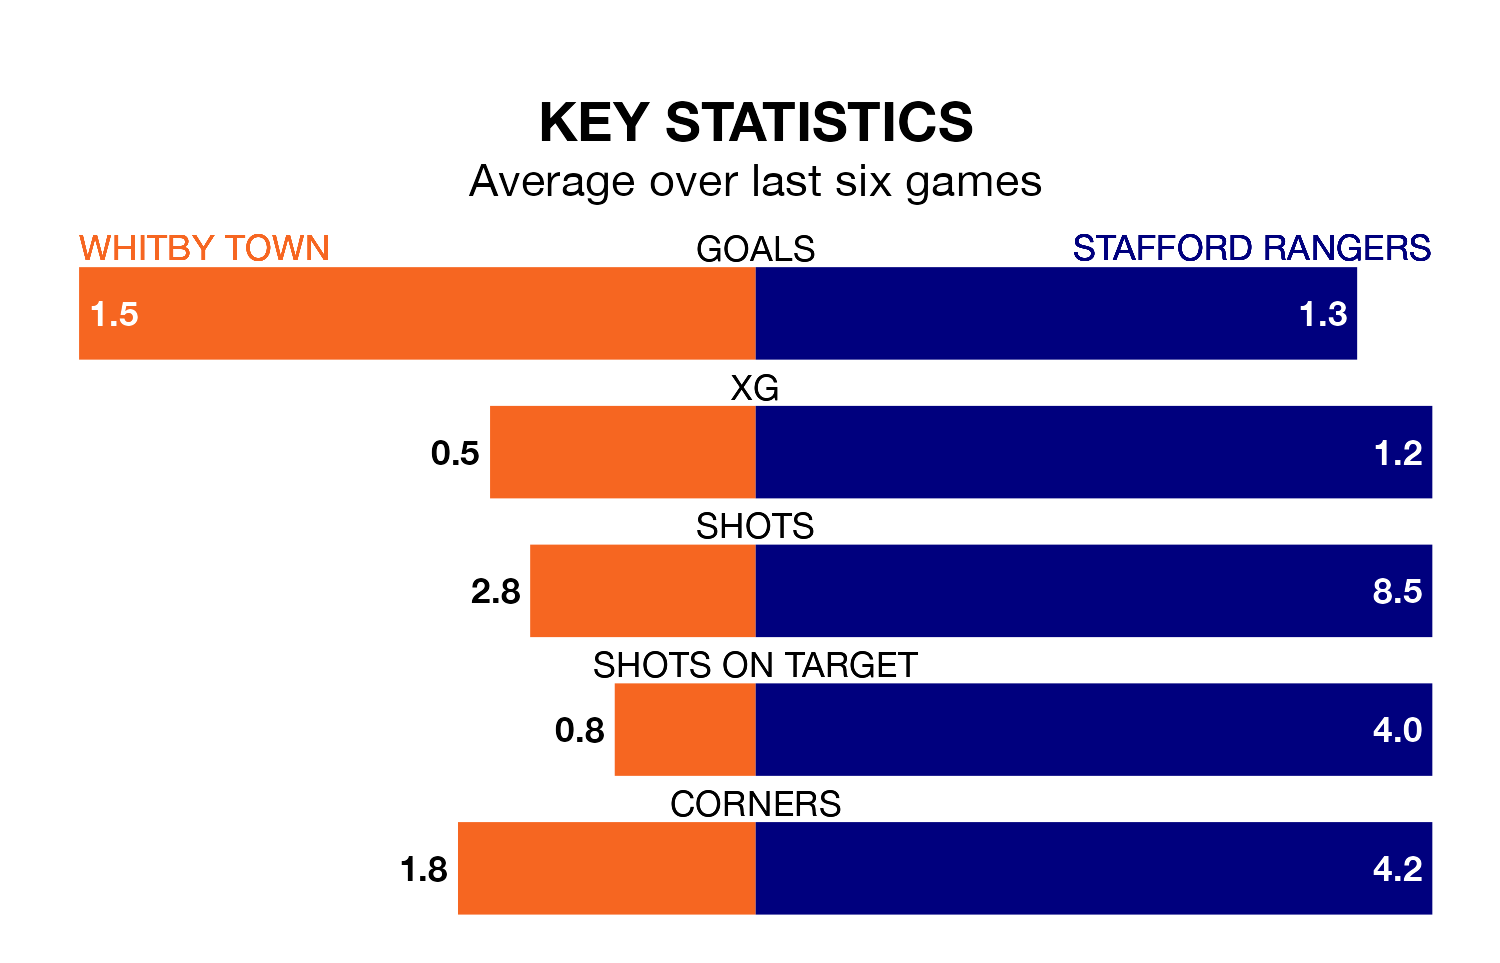 KEY STATISTICS
Average over last six games
WHITBY TOWN GOALS STAFFORD RANGERS
1.5 1.3
XG
0.5 1.2
SHOTS
2.8 8.5
SHOTS ON TARGET
0.8 4.0
CORNERS
1.8 4.2